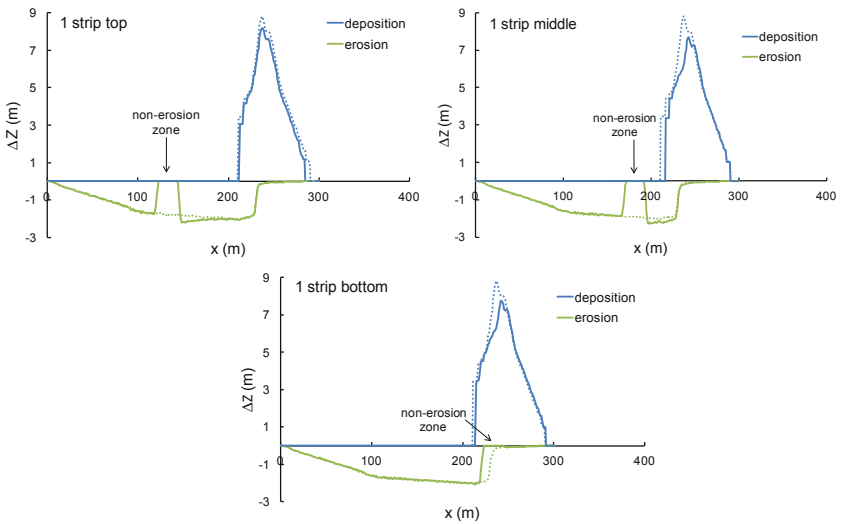 1 strip top
deposition
erosion
non-erosion
zone
ΔZ (m)
9
7
5
3
1
-1
-3
0
100
200
300
400
x (m)
1 strip middle
deposition
erosion
non-erosion
zone
ΔZ (m)
9
7
5
3
1
-1
-3
0
100
200
300
400
x (m)
1 strip bottom
deposition
erosion
non-erosion
zone
ΔZ (m)
9
7
5
3
1
-1
-3
0
100
200
300
400
x (m)